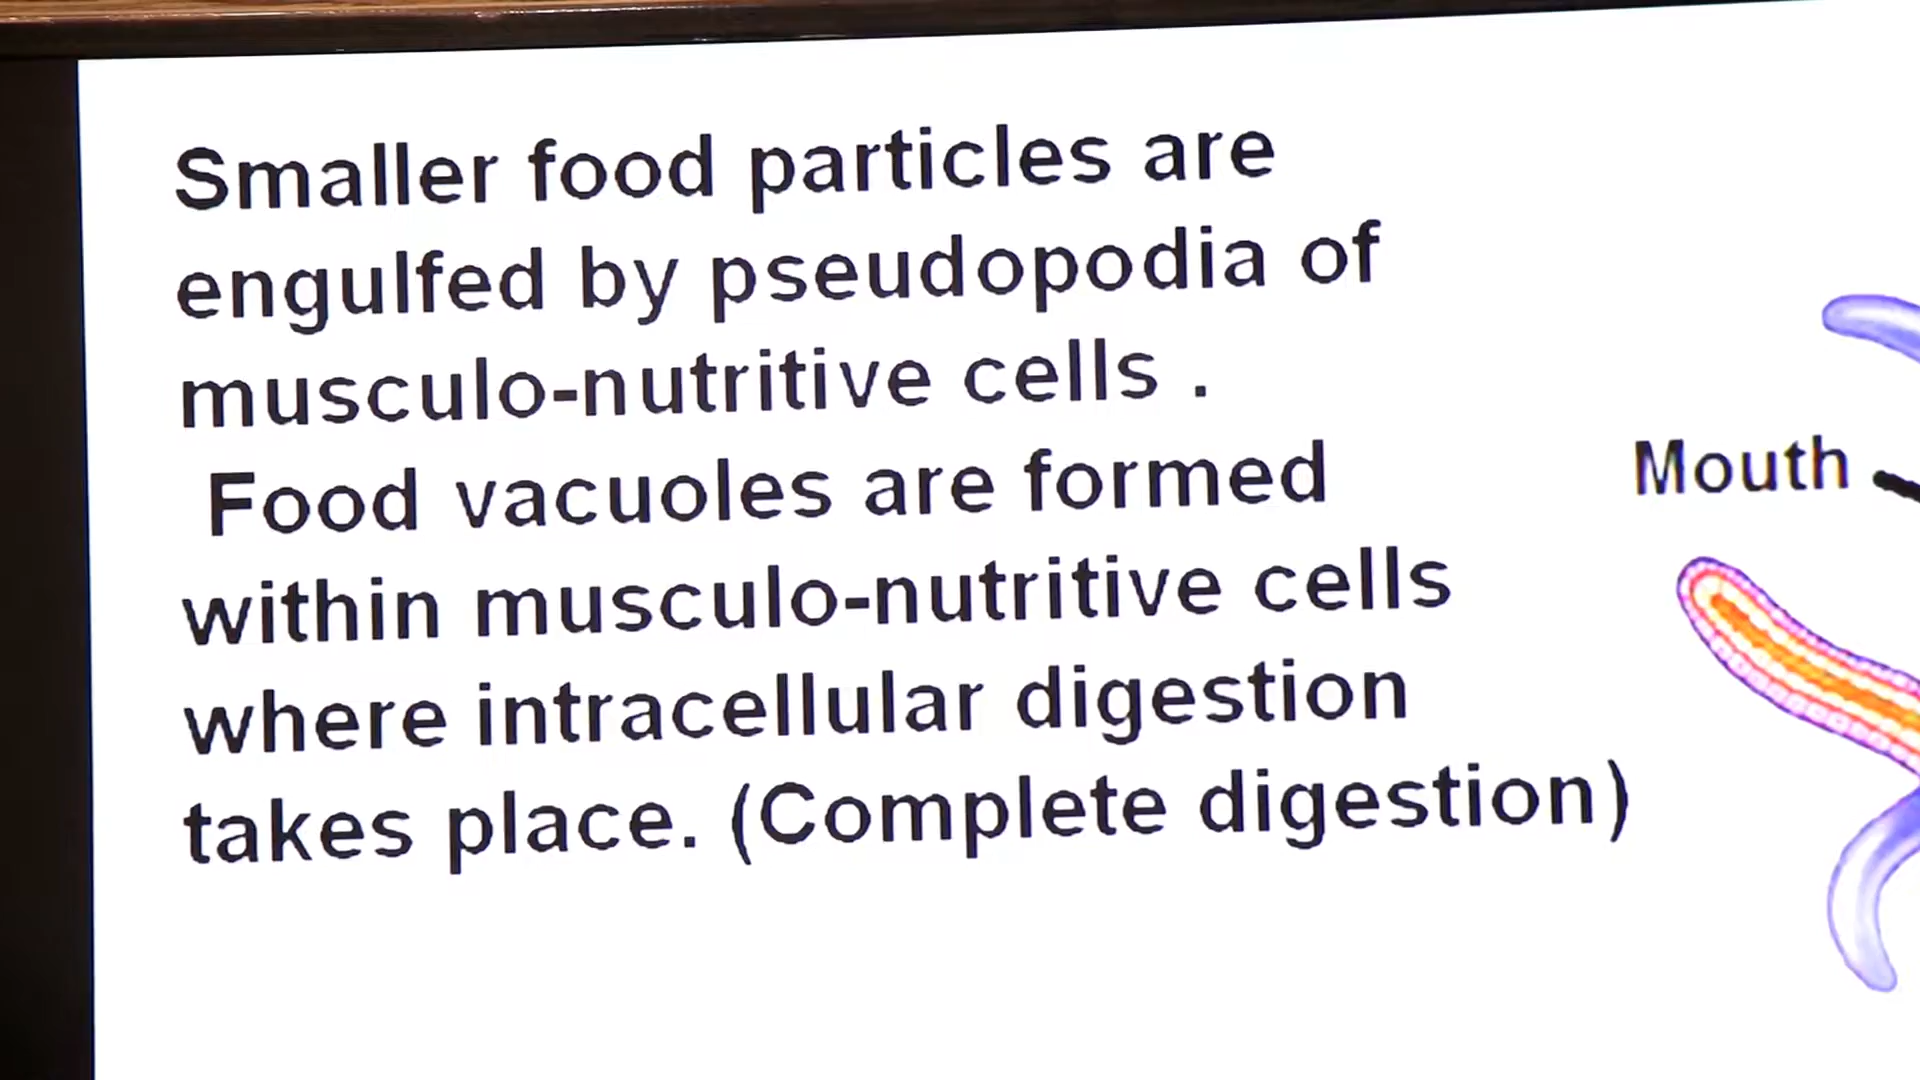 Smaller food particles are
engulfed by pseudopodia of
musculo-nutritive cells .
Food vacuoles are formed
within musculo-nutritive cells
where intracellular digestion
takes place. (Complete digestion)
Mouth